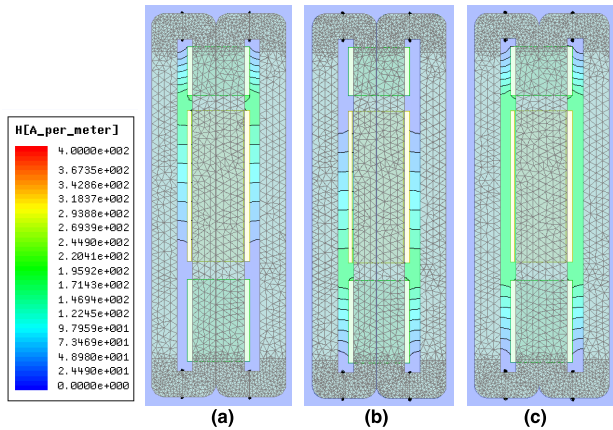 H[A_per_meter]
4.0000e+002
3.6735e+002
3.4286e+002
3.1837e+002
2.9388e+002
2.6939e+002
2.4490e+002
2.2041e+002
1.9592e+002
1.7143e+002
1.4694e+002
1.2245e+002
9.7959e+001
7.3469e+001
4.8980e+001
2.4490e+001
0.0000e+000
(a)
(b)
(c)